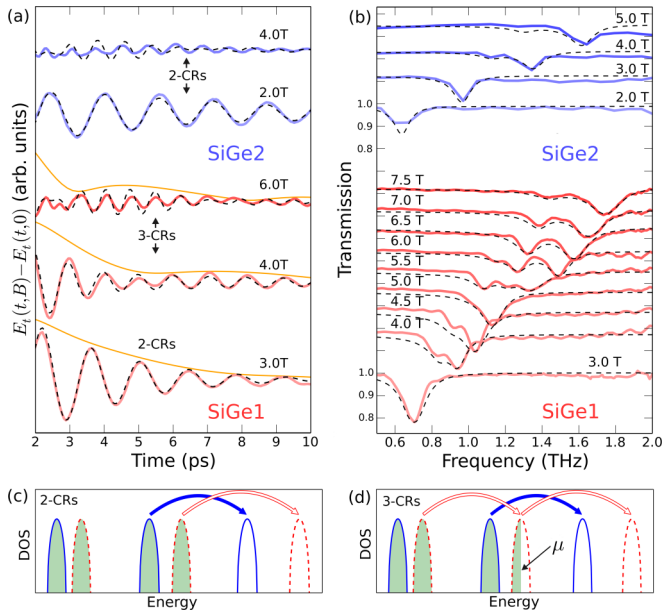 (a)
4.0T
2-CRs
2.0T
SiGe2
6.0T
3-CRs
4.0T
2-CRs
3.0T
SiGe1
E_t(t,B)−E_t(t,0) (arb. units)
2 3 4 5 6 7 8 9 10
Time (ps)
(b)
5.0 T
4.0 T
3.0 T
2.0 T
1.0
0.9
0.8
SiGe2
7.5 T
7.0 T
6.5 T
6.0 T
5.5 T
5.0 T
4.5 T
4.0 T
3.0 T
1.0
0.9
0.8
SiGe1
Transmission
0.6 0.8 1.0 1.2 1.4 1.6 1.8 2.0
Frequency (THz)
(c)
2-CRs
DOS
Energy
(d)
3-CRs
μ
DOS
Energy